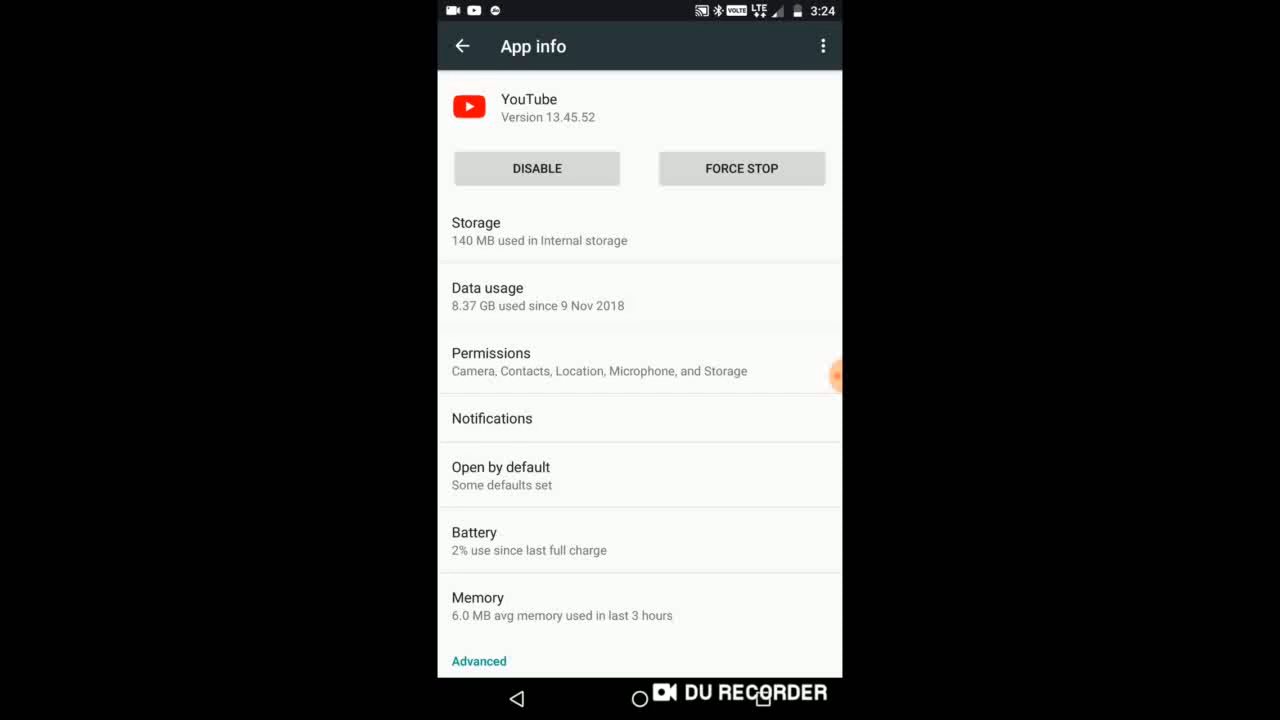 VOLTE LTE 3:24
App info
YouTube
Version 13.45.52
DISABLE
FORCE STOP
Storage
140 MB used in Internal storage
Data usage
8.37 GB used since 9 Nov 2018
Permissions
Camera, Contacts, Location, Microphone, and Storage
Notifications
Open by default
Some defaults set
Battery
2% use since last full charge
Memory
6.0 MB avg memory used in last 3 hours
Advanced
DU RECORDER